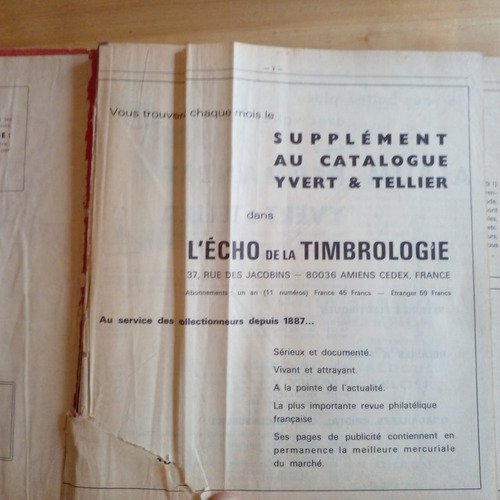 — 1 —
Vous trouverez chaque mois le
SUPPLÉMENT
AU CATALOGUE
YVERT & TELLIER
dans
L'ÉCHO DE LA TIMBROLOGIE
37, RUE DES JACOBINS — 80036 AMIENS CEDEX, FRANCE
Abonnements : un an (11 numéros) France 45 Francs — Étranger 59 Francs
Au service des collectionneurs depuis 1887...
Sérieux et documenté.
Vivant et attrayant.
A la pointe de l'actualité.
La plus importante revue philatélique
française
Ses pages de publicité contiennent en
permanence la meilleure mercuriale
du marché.